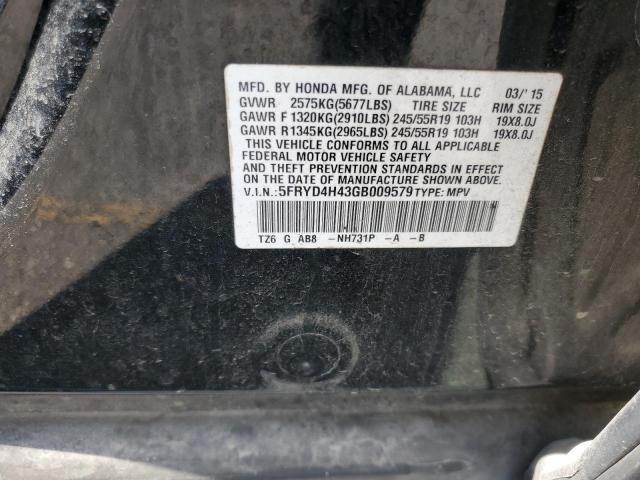 MFD. BY HONDA MFG. OF ALABAMA, LLC 03/'15
GVWR 2575KG(5677LBS) TIRE SIZE RIM SIZE
GAWR F 1320KG(2910LBS) 245/55R19 103H 19X8.0J
GAWR R1345KG(2965LBS) 245/55R19 103H 19X8.0J
THIS VEHICLE CONFORMS TO ALL APPLICABLE
FEDERAL MOTOR VEHICLE SAFETY
AND THEFT PREVENTION STANDARDS IN EFFECT
ON THE DATE OF MANUFACTURE SHOWN ABOVE.
V.I.N.:5FRYD4H43GB009579 TYPE: MPV
TZ6 G AB8 -NH731P -A -B